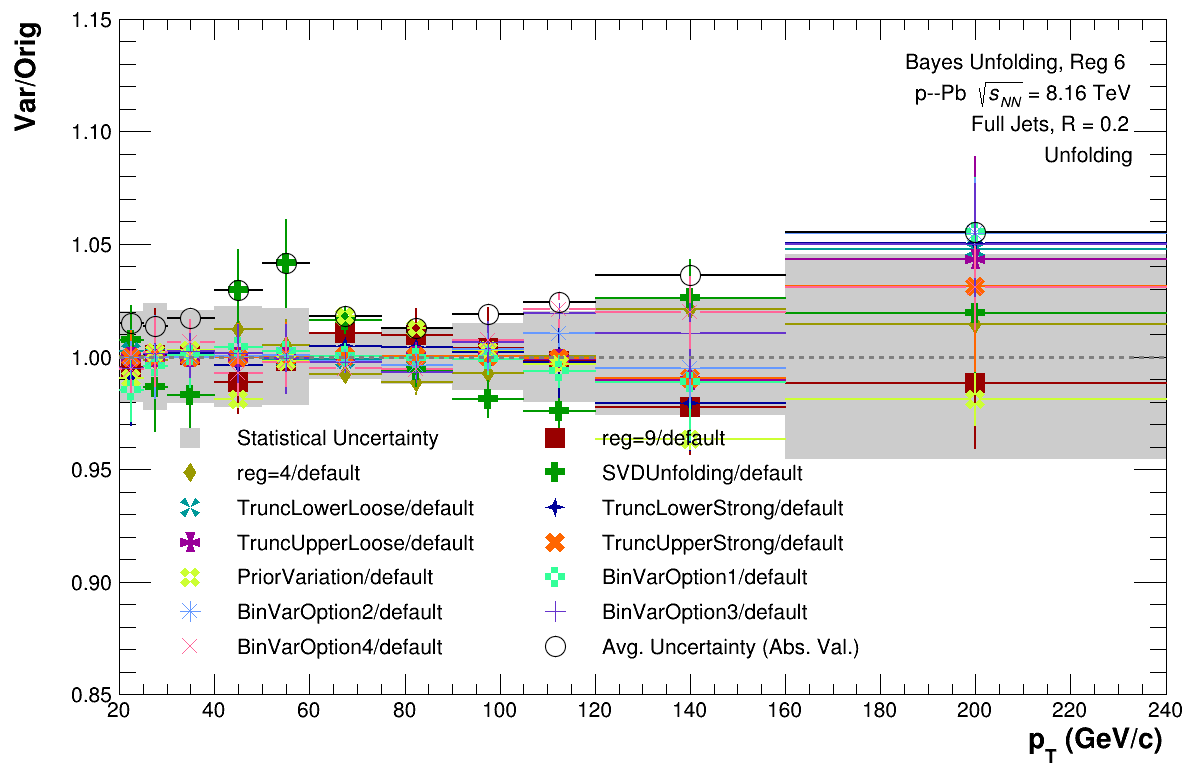 Var/Orig
1.15
1.10
1.05
1.00
0.95
0.90
0.85
Bayes Unfolding, Reg 6
p--Pb √sNN = 8.16 TeV
Full Jets, R = 0.2
Unfolding
Statistical Uncertainty
reg=9/default
reg=4/default
SVDUnfolding/default
TruncLowerLoose/default
TruncLowerStrong/default
TruncUpperLoose/default
TruncUpperStrong/default
PriorVariation/default
BinVarOption1/default
BinVarOption2/default
BinVarOption3/default
BinVarOption4/default
Avg. Uncertainty (Abs. Val.)
20 40 60 80 100 120 140 160 180 200 220 240
pT (GeV/c)